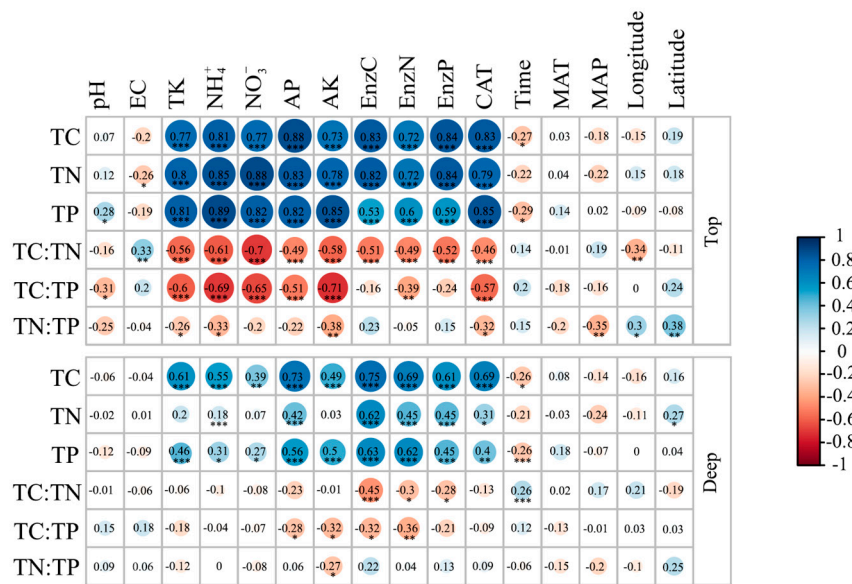 pH EC TK NH₄⁺ NO₃⁻ AP AK EnzC EnzN EnzP CAT Time MAT MAP Longitude Latitude
TC 0.07 -0.2 0.77 0.81 0.77 0.88 0.73 0.83 0.72 0.84 0.83 -0.27 0.03 -0.18 -0.15 0.19
*** *** *** *** *** *** *** *** *** *
TN 0.12 -0.26 0.8 0.85 0.88 0.83 0.78 0.82 0.72 0.84 0.79 -0.22 0.04 -0.22 0.15 0.18
* *** *** *** *** *** *** *** *** ***
TP 0.28 -0.19 0.81 0.89 0.82 0.82 0.85 0.53 0.6 0.59 0.85 -0.29 0.14 0.02 -0.09 -0.08
* *** *** *** *** *** *** *** *** *** *
TC:TN -0.16 0.33 -0.56 -0.61 -0.7 -0.49 -0.58 -0.51 -0.49 -0.52 -0.46 0.14 -0.01 0.19 -0.34 -0.11
** *** *** *** *** *** *** *** *** *** **
TC:TP -0.31 0.2 -0.6 -0.69 -0.65 -0.51 -0.71 -0.16 -0.39 -0.24 -0.57 0.2 -0.18 -0.16 0 0.24
* *** *** *** *** *** ** ***
TN:TP -0.25 -0.04 -0.26 -0.33 -0.2 -0.22 -0.38 0.23 -0.05 0.15 -0.32 0.15 -0.2 -0.35 0.3 0.38
* * ** * ** * **
Top
TC -0.06 -0.04 0.61 0.55 0.39 0.73 0.49 0.75 0.69 0.61 0.69 -0.26 0.08 -0.14 -0.16 0.16
*** *** ** *** *** *** *** *** *** *
TN -0.02 0.01 0.2 0.18 0.07 0.42 0.03 0.62 0.45 0.45 0.31 -0.21 -0.03 -0.24 -0.11 0.27
*** *** *** *** *** * *
TP -0.12 -0.09 0.46 0.31 0.27 0.56 0.5 0.63 0.62 0.45 0.4 -0.26 0.18 -0.07 0 0.04
*** * * *** *** *** *** *** ** ***
TC:TN -0.01 -0.06 -0.06 -0.1 -0.08 -0.23 -0.01 -0.45 -0.3 -0.28 -0.13 0.26 0.02 0.17 0.21 -0.19
*** * * ***
TC:TP 0.15 0.18 -0.18 -0.04 -0.07 -0.28 -0.32 -0.32 -0.36 -0.21 -0.09 0.12 -0.13 -0.01 0.03 0.03
* * * **
TN:TP 0.09 0.06 -0.12 0 -0.08 0.06 -0.27 0.22 0.04 0.13 0.09 -0.06 -0.15 -0.2 -0.1 0.25
*
Deep
1
0.8
0.6
0.4
0.2
0
-0.2
-0.4
-0.6
-0.8
-1